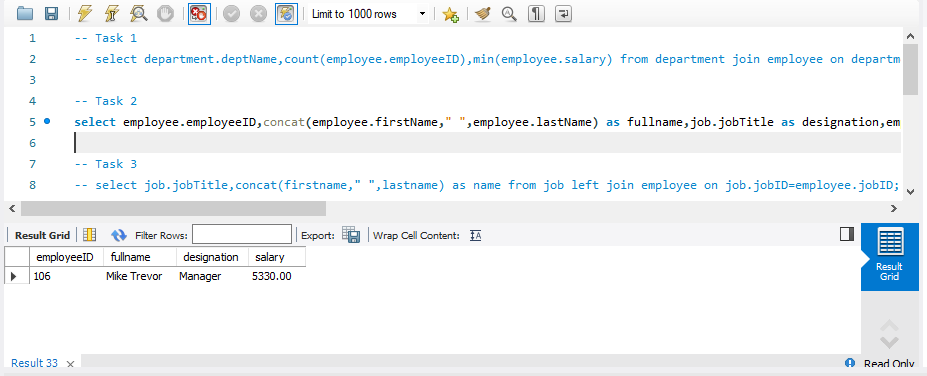 Limit to 1000 rows
1 -- Task 1
2 -- select department.deptName,count(employee.employeeID),min(employee.salary) from department join employee on departm
3
4 -- Task 2
5 select employee.employeeID,concat(employee.firstName," ",employee.lastName) as fullname,job.jobTitle as designation,em
6
7 -- Task 3
8 -- select job.jobTitle,concat(firstname," ",lastname) as name from job left join employee on job.jobID=employee.jobID;
Result Grid Filter Rows: Export: Wrap Cell Content:
employeeID fullname designation salary
106 Mike Trevor Manager 5330.00
Result
Grid
Result 33 Read Only